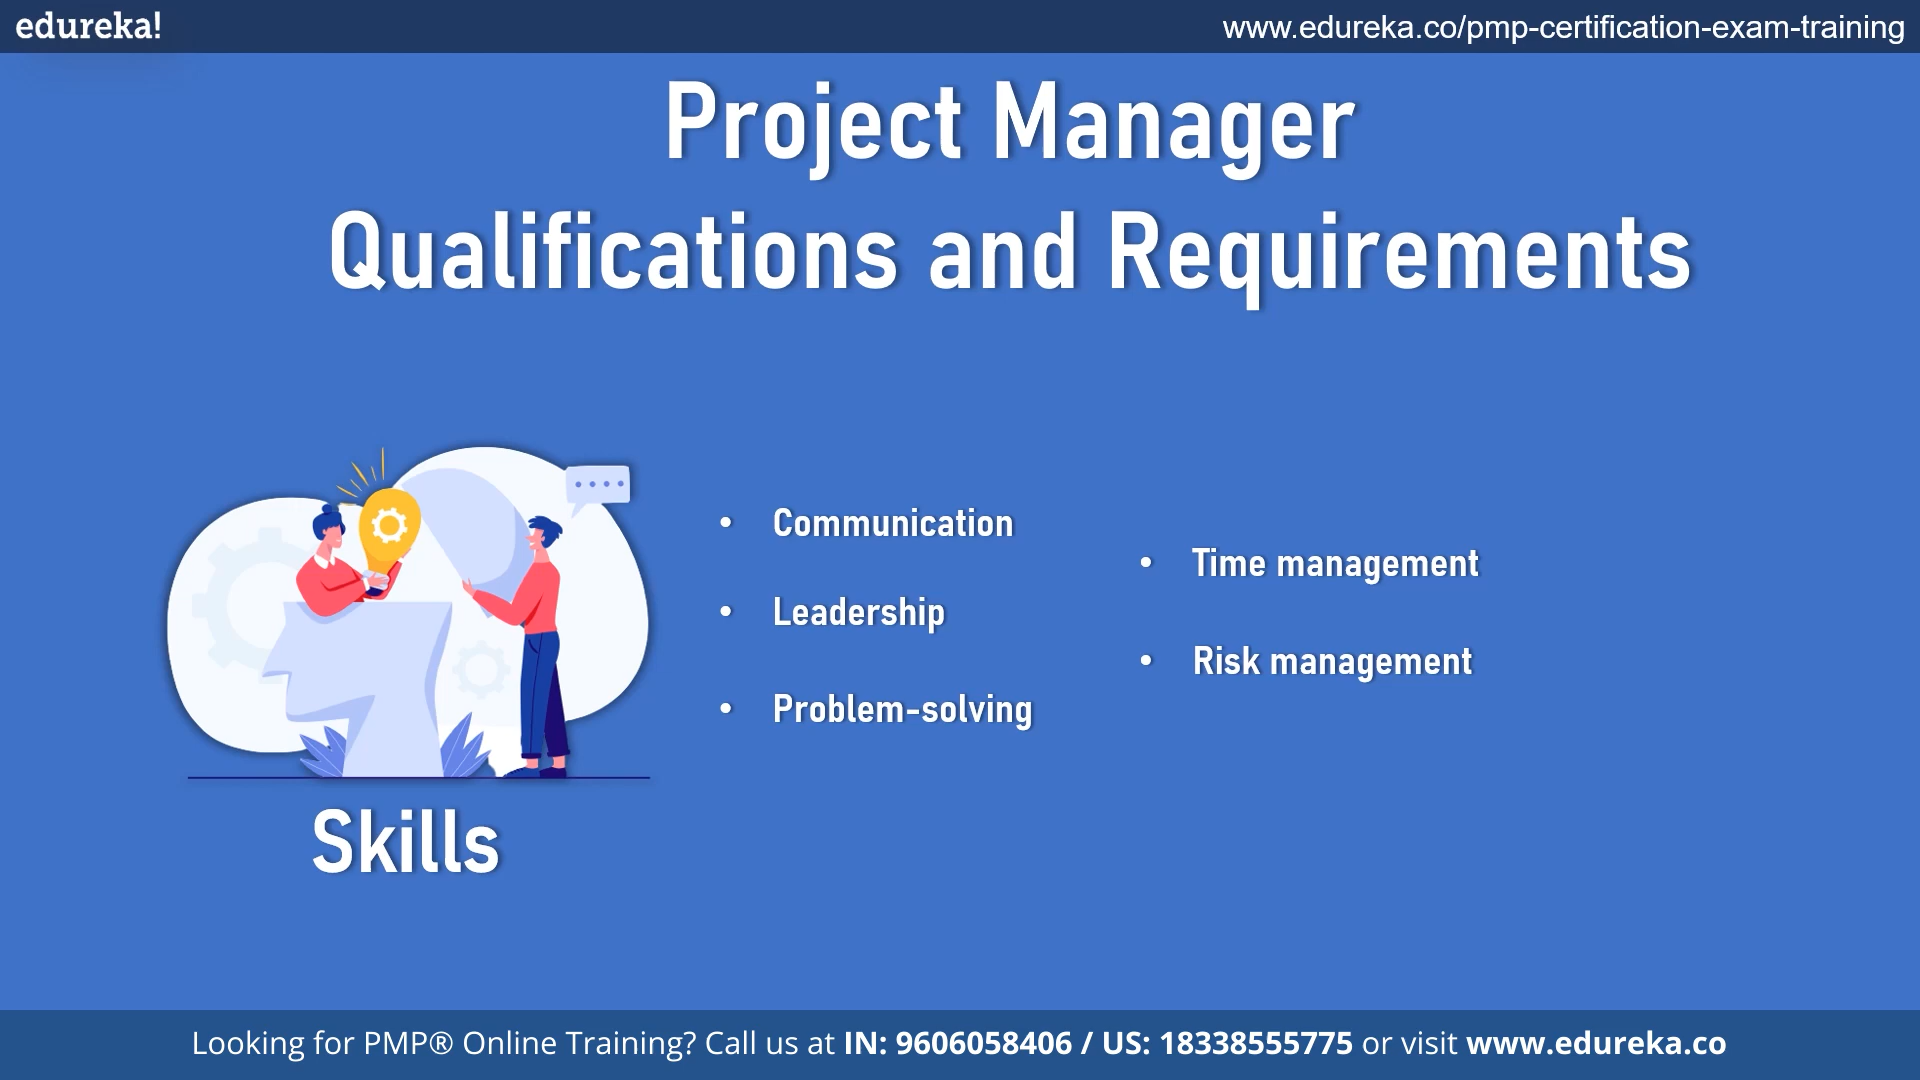 edureka!
www.edureka.co/pmp-certification-exam-training
Project Manager
Qualifications and Requirements
• Communication
• Leadership
• Problem-solving
• Time management
• Risk management
Skills
Looking for PMP® Online Training? Call us at IN: 9606058406 / US: 18338555775 or visit www.edureka.co